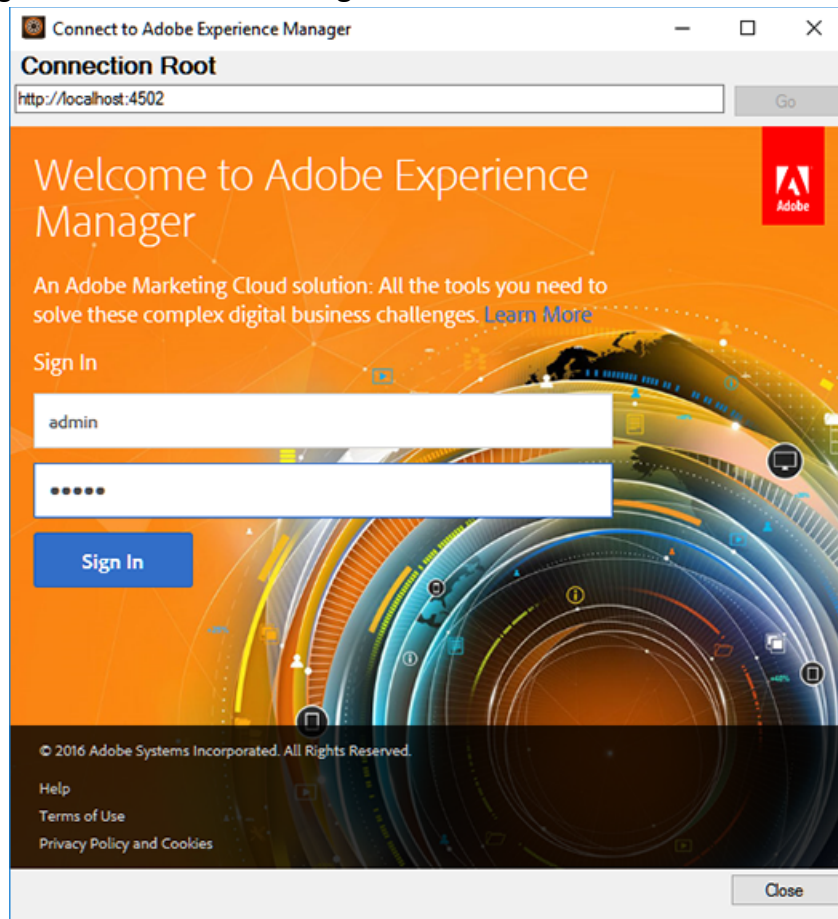 Connect to Adobe Experience Manager
Connection Root
http://localhost:4502
Go
Welcome to Adobe Experience
Manager
Adobe
An Adobe Marketing Cloud solution: All the tools you need to
solve these complex digital business challenges. Learn More
Sign In
admin
•••••
Sign In
© 2016 Adobe Systems Incorporated. All Rights Reserved.
Help
Terms of Use
Privacy Policy and Cookies
Close